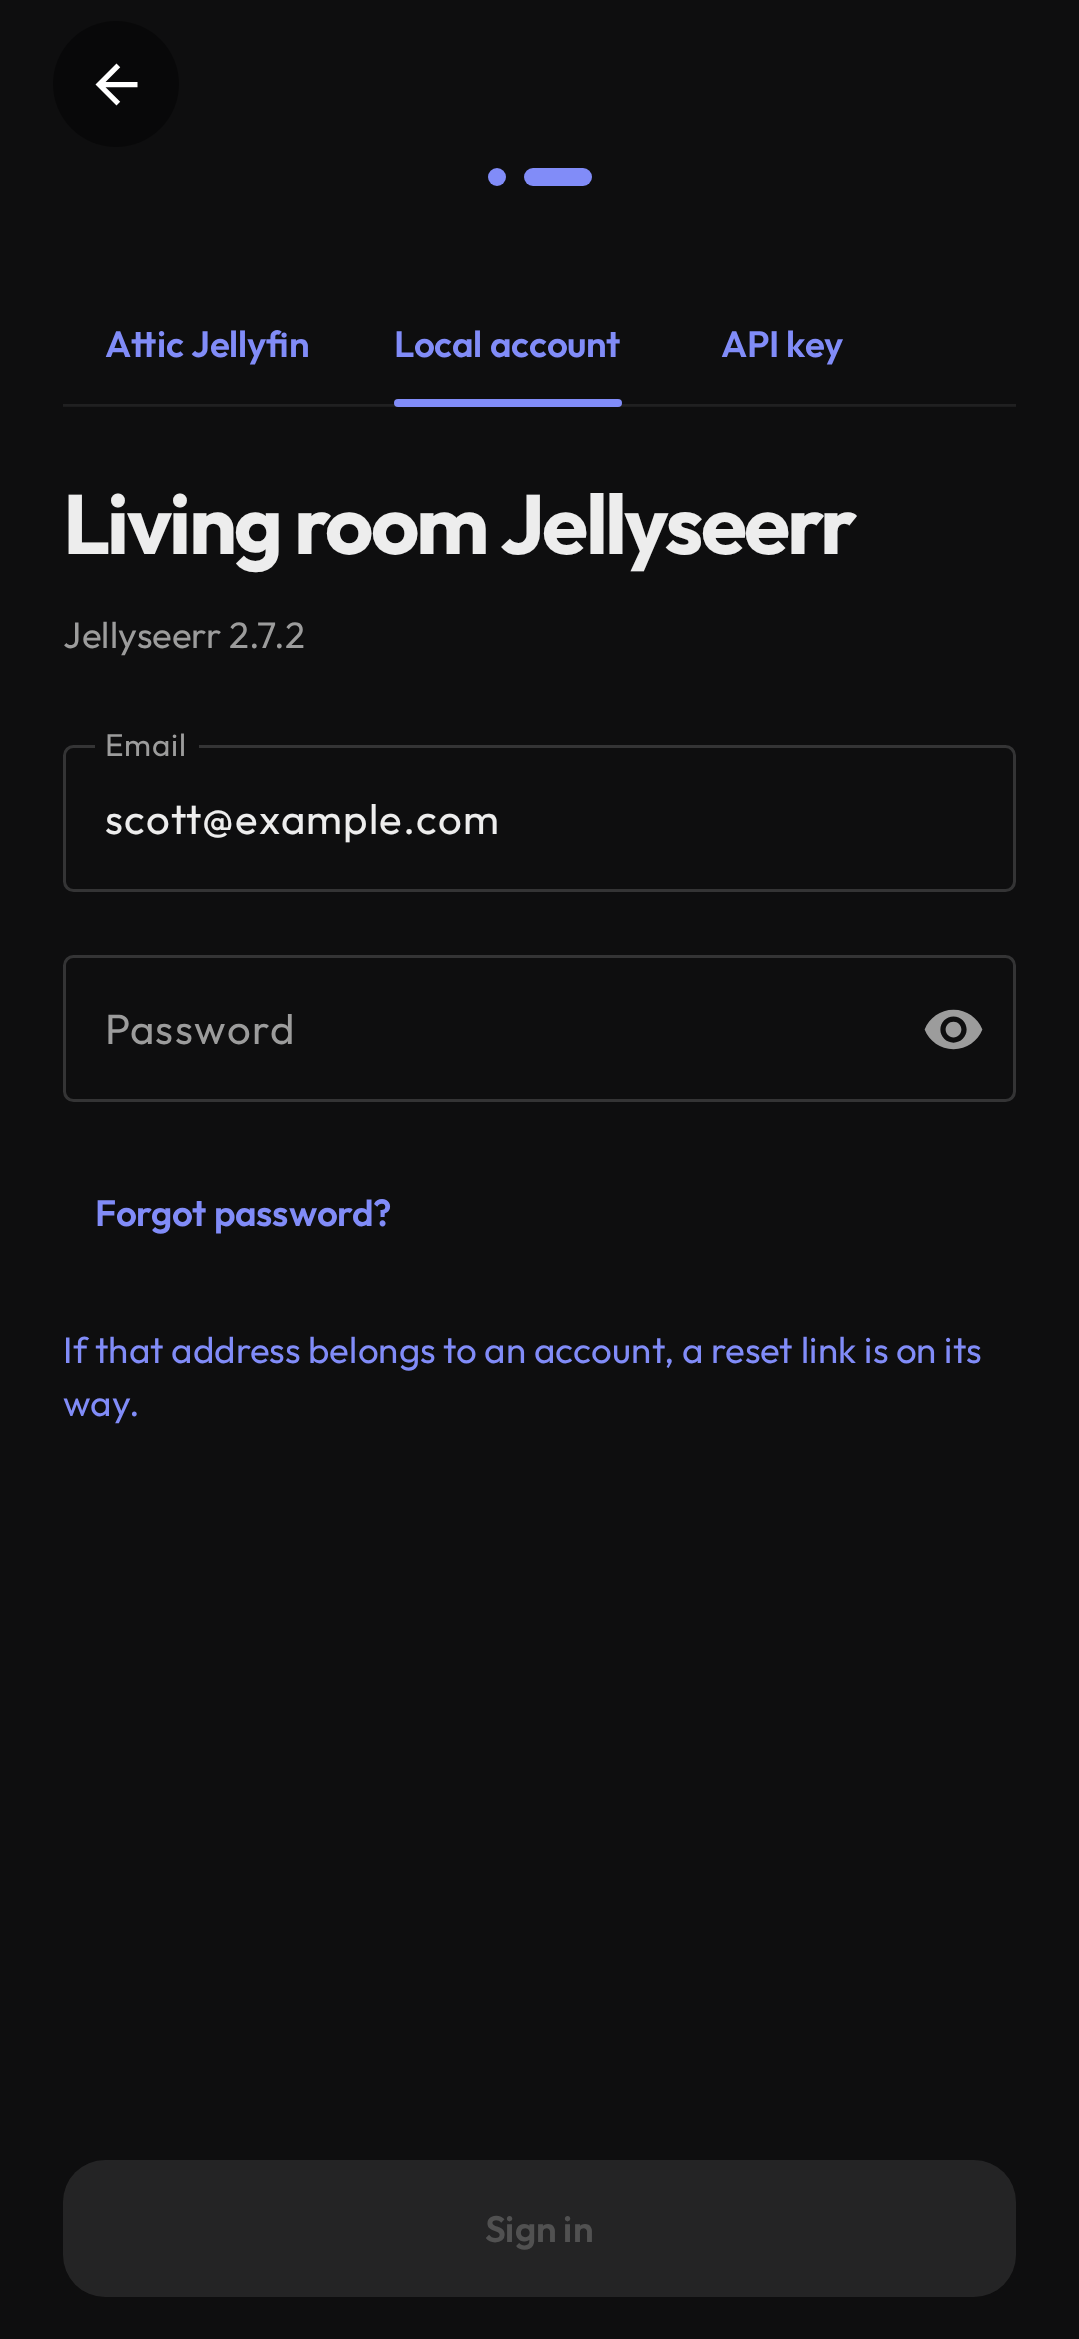 Attic Jellyfin
Local account
API key
Living room Jellyseerr
Jellyseerr 2.7.2
Email
scott@example.com
Password
Forgot password?
If that address belongs to an account, a reset link is on its
way.
Sign in